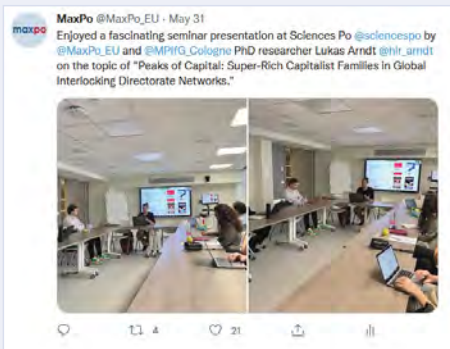 maxpo
MaxPo @MaxPo_EU · May 31
Enjoyed a fascinating seminar presentation at Sciences Po @sciencespo by
@MaxPo_EU and @MPIfG_Cologne PhD researcher Lukas Arndt @hlr_arndt
on the topic of "Peaks of Capital: Super-Rich Capitalist Families in Global
Interlocking Directorate Networks."
4
21